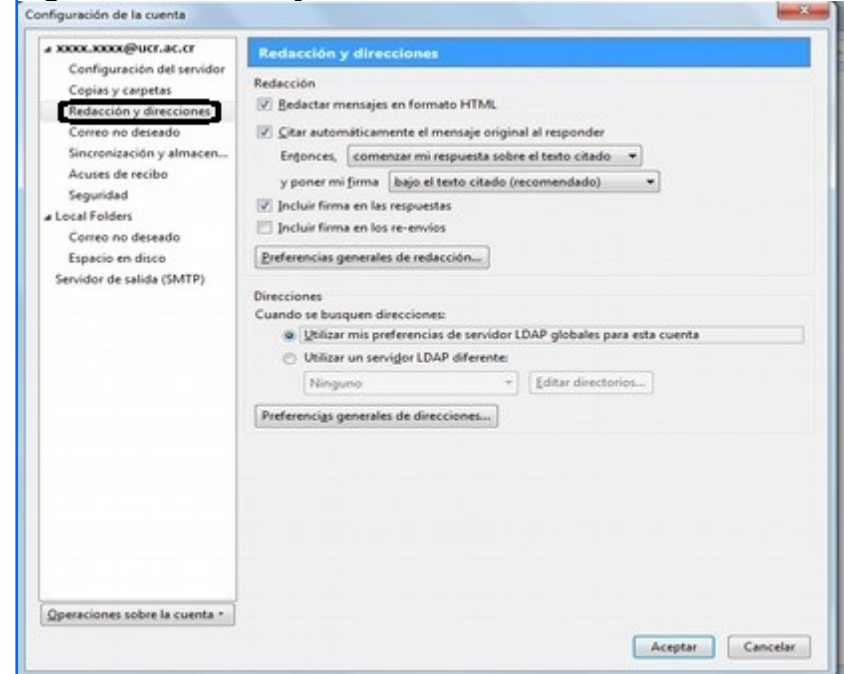 Configuración de la cuenta
xxxx.xxxx@ucr.ac.cr
Configuración del servidor
Copias y carpetas
Redacción y direcciones
Correo no deseado
Sincronización y almacen...
Acuses de recibo
Seguridad
Local Folders
Correo no deseado
Espacio en disco
Servidor de salida (SMTP)
Operaciones sobre la cuenta
Redacción y direcciones
Redacción
Redactar mensajes en formato HTML
Citar automáticamente el mensaje original al responder
Entonces, comenzar mi respuesta sobre el texto citado
y poner mi firma bajo el texto citado (recomendado)
Incluir firma en las respuestas
Incluir firma en los re-envíos
Preferencias generales de redacción...
Direcciones
Cuando se busquen direcciones:
Utilizar mis preferencias de servidor LDAP globales para esta cuenta
Utilizar un servidor LDAP diferente:
Ninguno Editar directorios...
Preferencias generales de direcciones...
Aceptar Cancelar